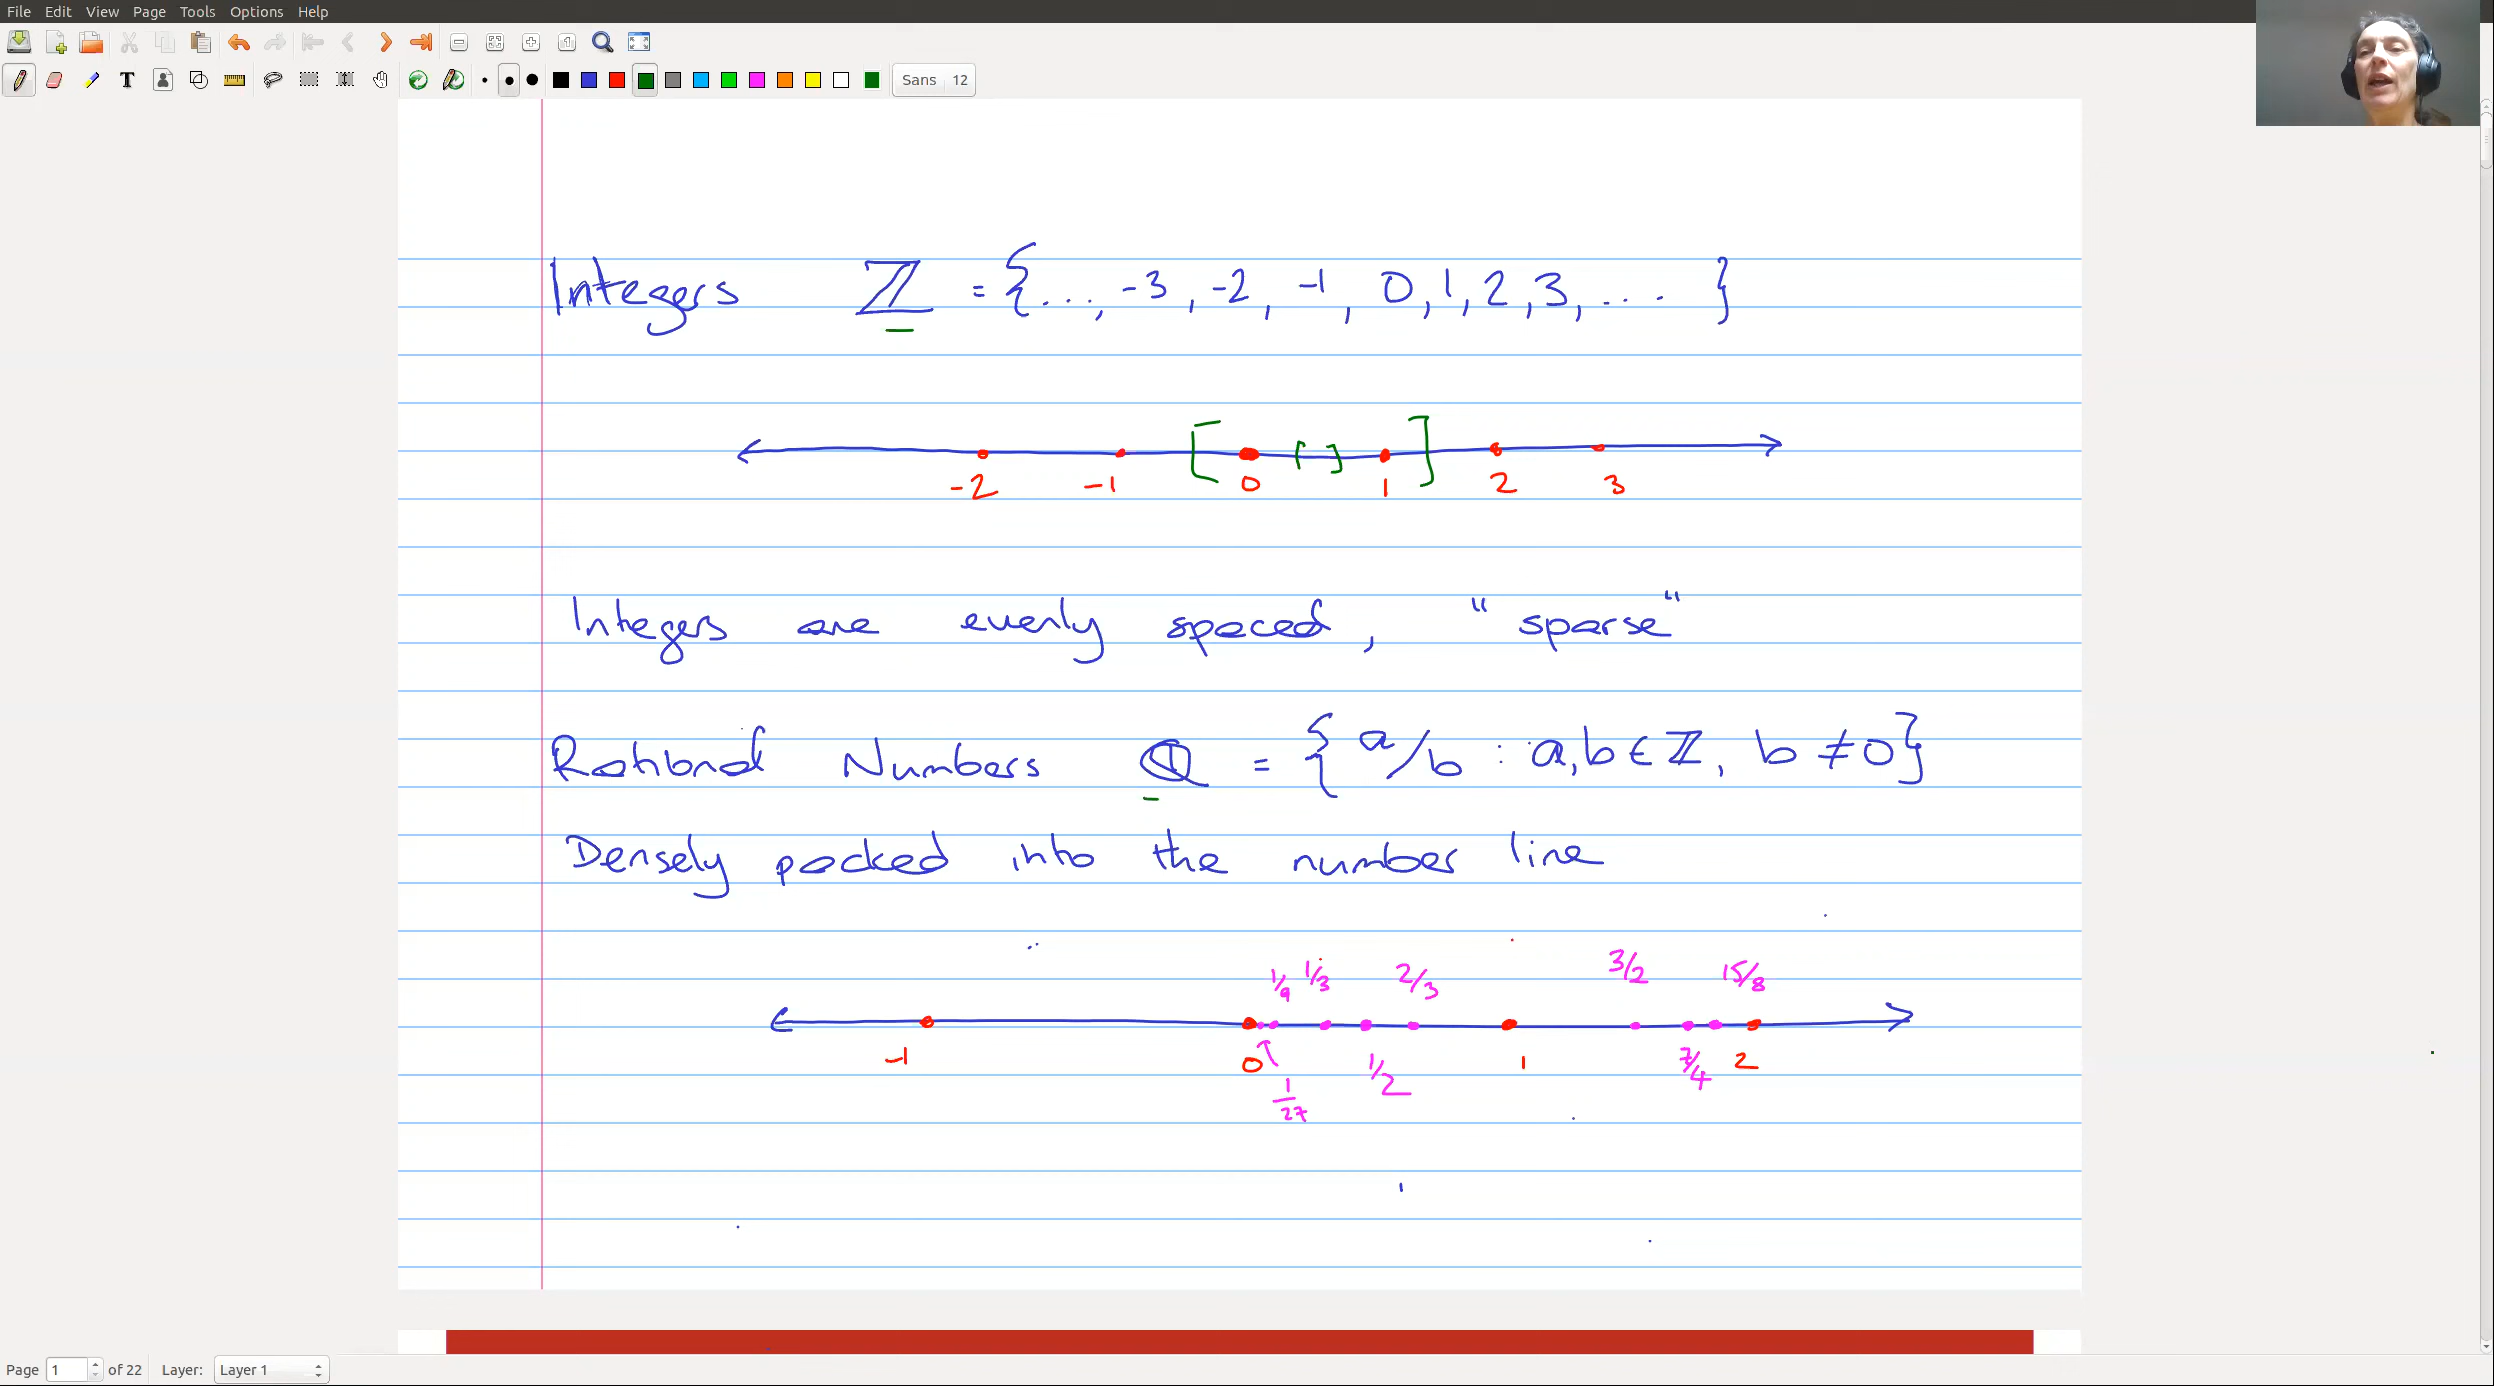 File Edit View Page Tools Options Help
Sans 12
Integers ℤ = {..., -3, -2, -1, 0, 1, 2, 3, ... }
[ [ ] ]
-2 -1 0 1 2 3
Integers are evenly spaced, "sparse"
Rational Numbers ℚ = { a/b : a,b ∈ ℤ, b ≠ 0}
Densely packed into the number line
1/9 1/3 2/3 3/2 15/8
-1 0 1/27 1/2 1 7/4 2
Page 1 of 22 Layer: Layer 1